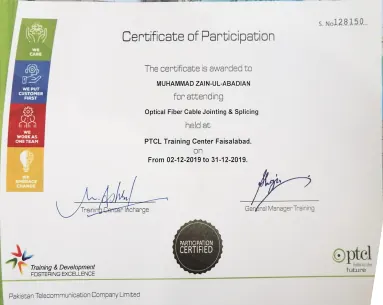 S. No 128150
Certificate of Participation
WE CARE
The certificate is awarded to
MUHAMMAD ZAIN-UL-ABADIAN
for attending
WE PUT CUSTOMER FIRST
Optical Fiber Cable Jointing & Splicing
held at
WE WORK AS ONE TEAM
PTCL Training Center Faisalabad.
on
From 02-12-2019 to 31-12-2019.
WE EMBRACE CHANGE
Training Center Incharge
General Manager Training
PARTICIPATION
CERTIFIED
Training & Development
FOSTERING EXCELLENCE
ptcl
future
Pakistan Telecommunication Company Limited